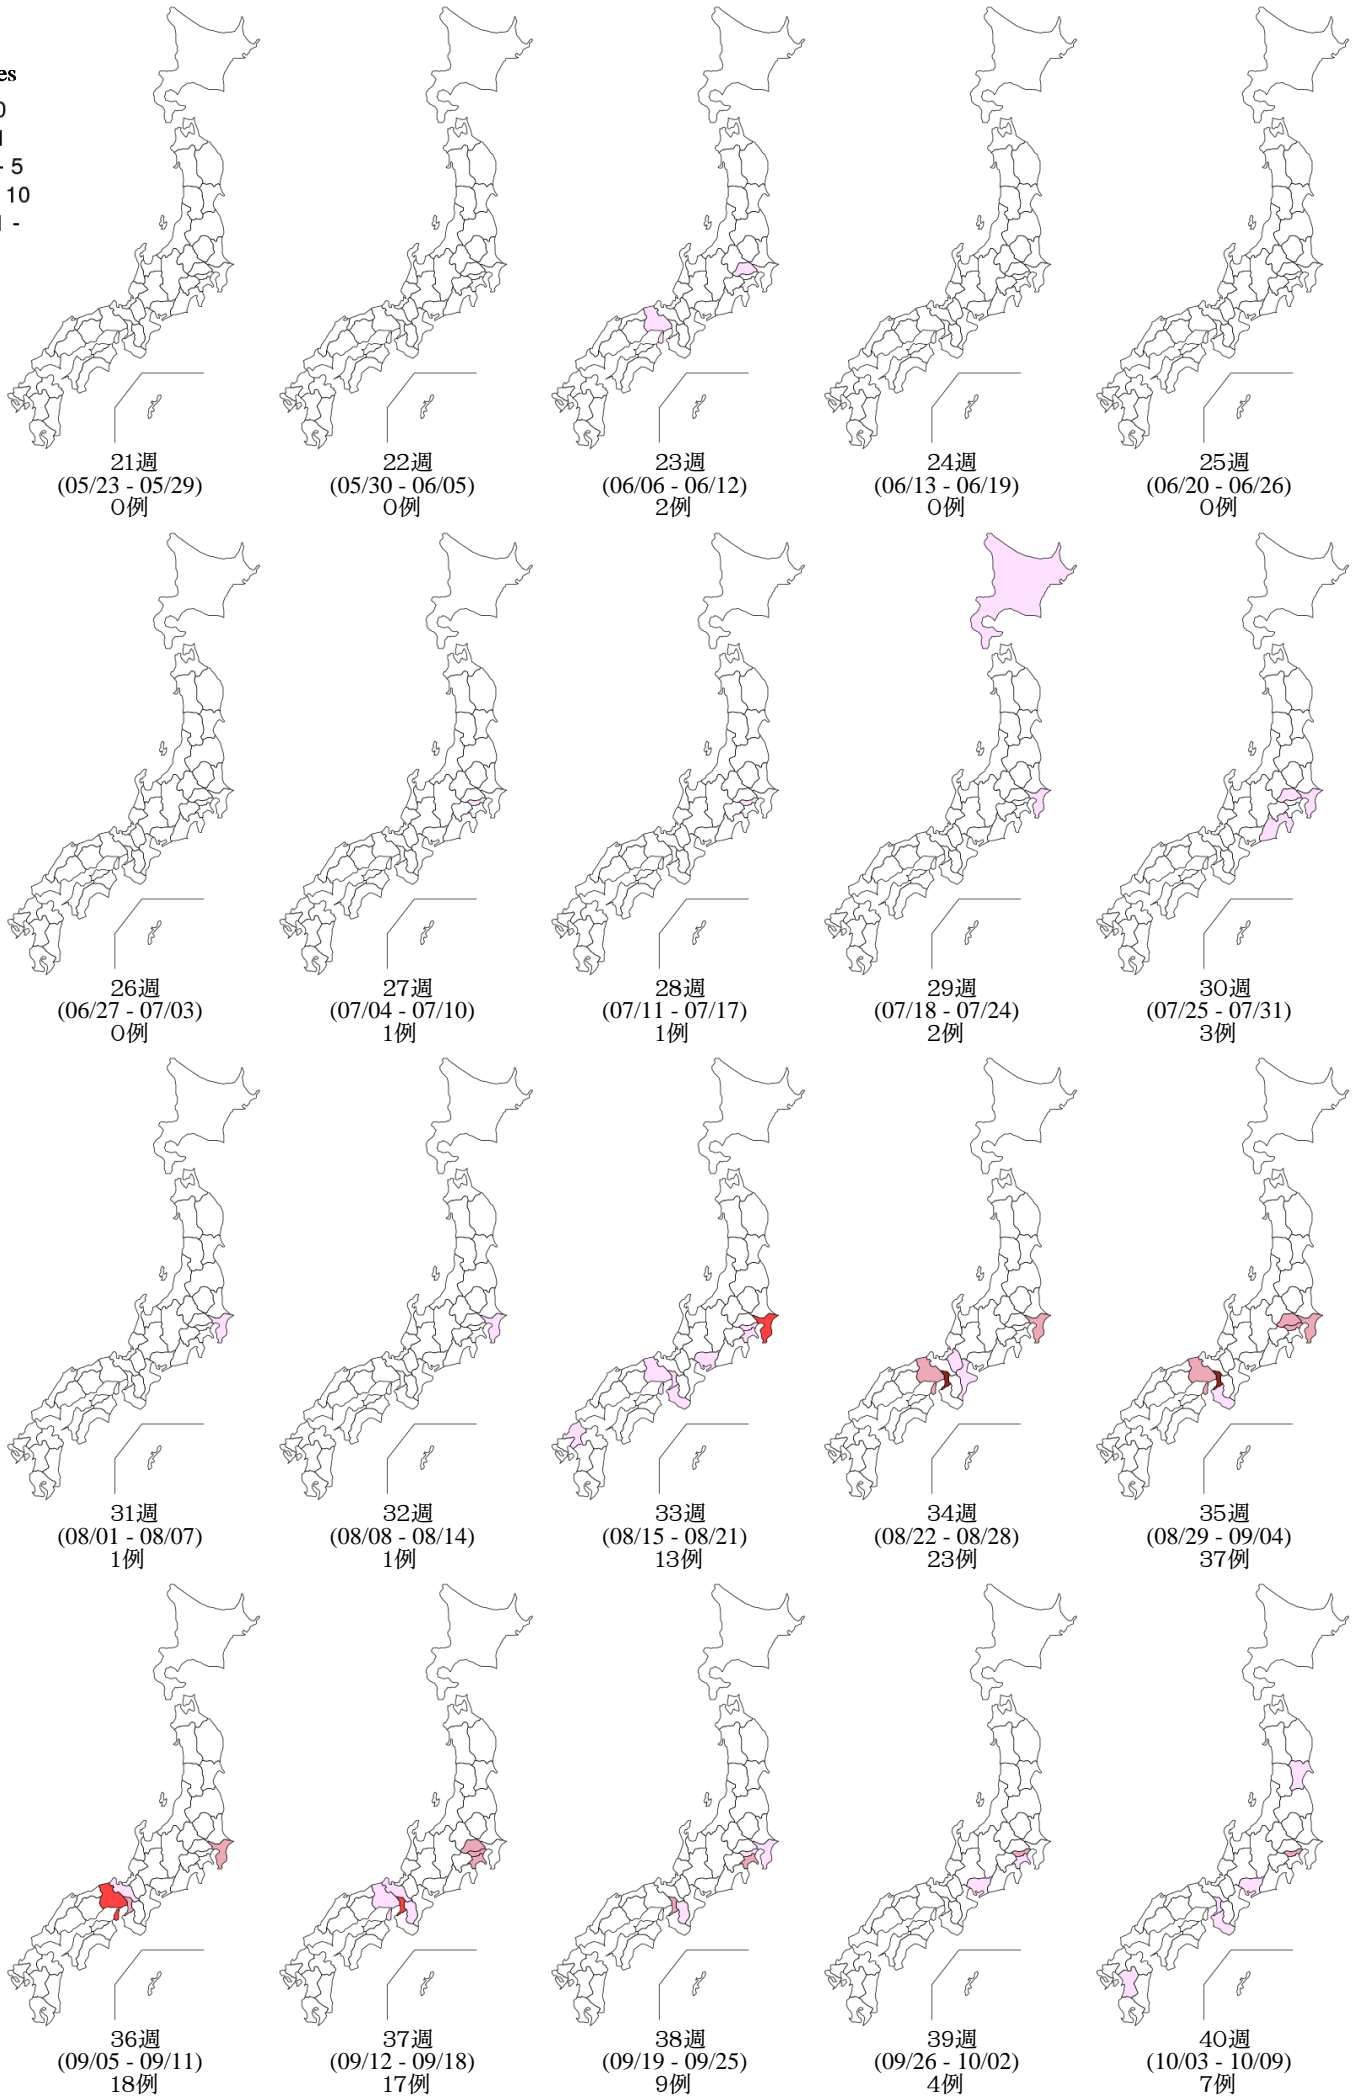 es
0
1
- 5
10
1 -
21週
(05/23 - 05/29)
0例
22週
(05/30 - 06/05)
0例
23週
(06/06 - 06/12)
2例
24週
(06/13 - 06/19)
0例
25週
(06/20 - 06/26)
0例
26週
(06/27 - 07/03)
0例
27週
(07/04 - 07/10)
1例
28週
(07/11 - 07/17)
1例
29週
(07/18 - 07/24)
2例
30週
(07/25 - 07/31)
3例
31週
(08/01 - 08/07)
1例
32週
(08/08 - 08/14)
1例
33週
(08/15 - 08/21)
13例
34週
(08/22 - 08/28)
23例
35週
(08/29 - 09/04)
37例
36週
(09/05 - 09/11)
18例
37週
(09/12 - 09/18)
17例
38週
(09/19 - 09/25)
9例
39週
(09/26 - 10/02)
4例
40週
(10/03 - 10/09)
7例